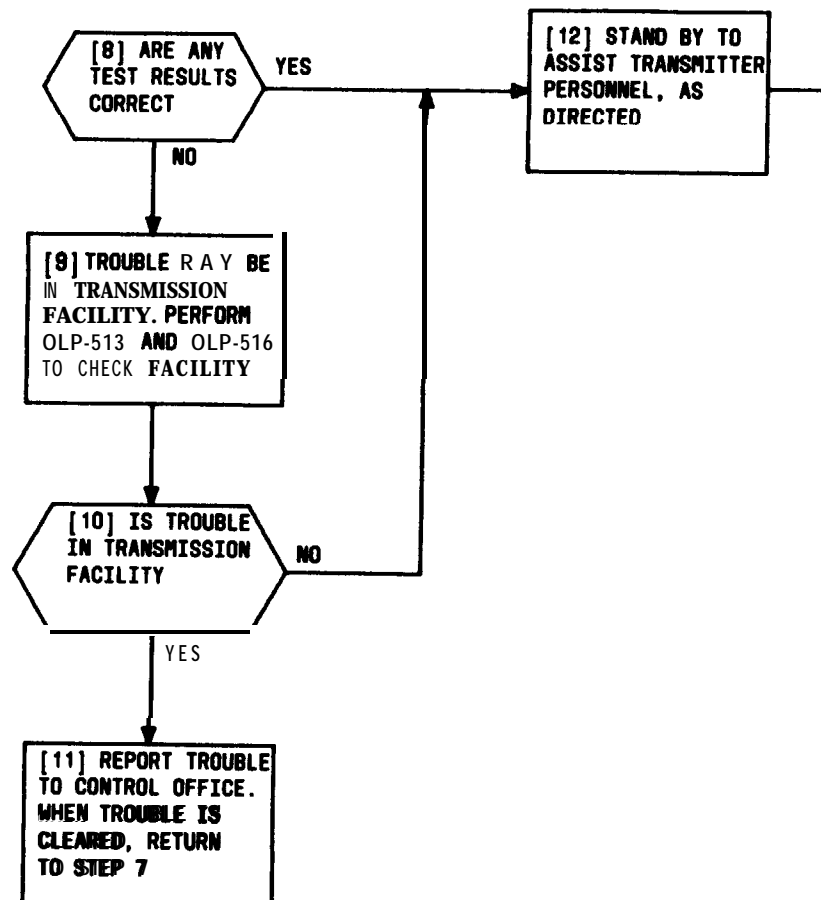 [8] ARE ANY
TEST RESULTS
CORRECT
YES
NO
[12] STAND BY TO
ASSIST TRANSMITTER
PERSONNEL, AS
DIRECTED
[9] TROUBLE RAY BE
IN TRANSMISSION
FACILITY. PERFORM
OLP-513 AND OLP-516
TO CHECK FACILITY
[10] IS TROUBLE
IN TRANSMISSION
FACILITY
NO
YES
[11] REPORT TROUBLE
TO CONTROL OFFICE.
WHEN TROUBLE IS
CLEARED, RETURN
TO STEP 7